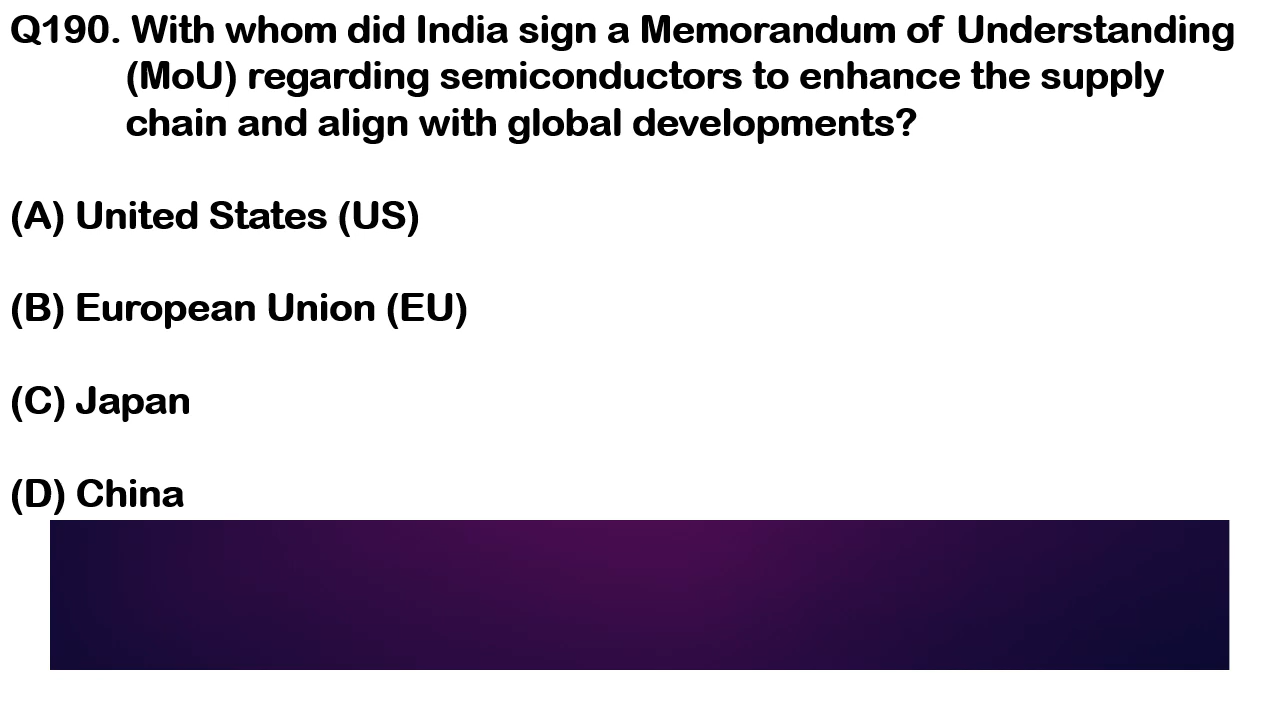 Q190. With whom did India sign a Memorandum of Understanding
(MoU) regarding semiconductors to enhance the supply
chain and align with global developments?
(A) United States (US)
(B) European Union (EU)
(C) Japan
(D) China